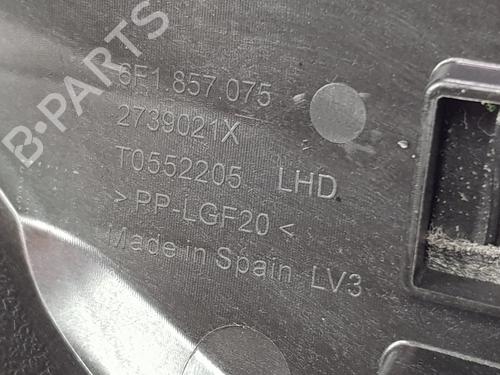 6F1.857.075
2739021X
T0552205 LHD
> PP-LGF20 <
Made in Spain LV3
B-PARTS